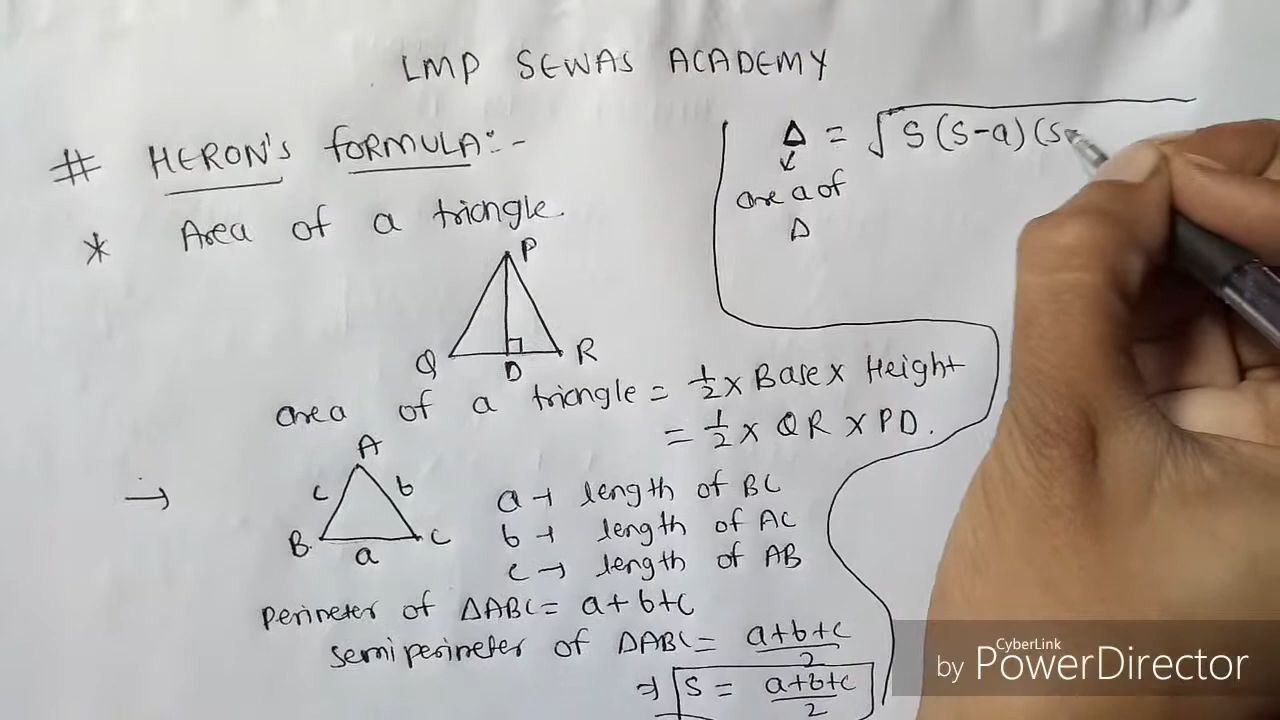 LMP SEWAS ACADEMY
# HERON'S FORMULA:-
* Area of a triangle.
P
Q D R
area of a triangle = 1/2 × Base × Height
= 1/2 × QR × PD.
→ A
c b
B a C
a → length of BC
b → length of AC
c → length of AB
Perimeter of ΔABC = a+b+c
semiperimeter of ΔABC = a+b+c/2
⇒ S = a+b+c/2
Δ = √S(S-a)(S-
area of
Δ
CyberLink
by PowerDirector